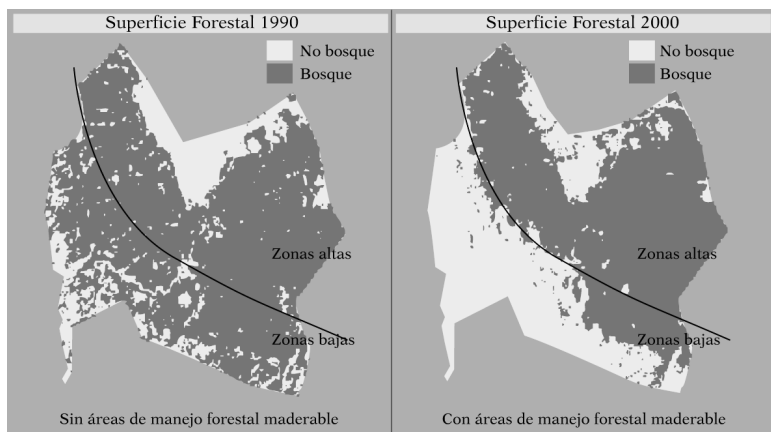 Superficie Forestal 1990
No bosque
Bosque
Zonas altas
Zonas bajas
Sin áreas de manejo forestal maderable
Superficie Forestal 2000
No bosque
Bosque
Zonas altas
Zonas bajas
Con áreas de manejo forestal maderable